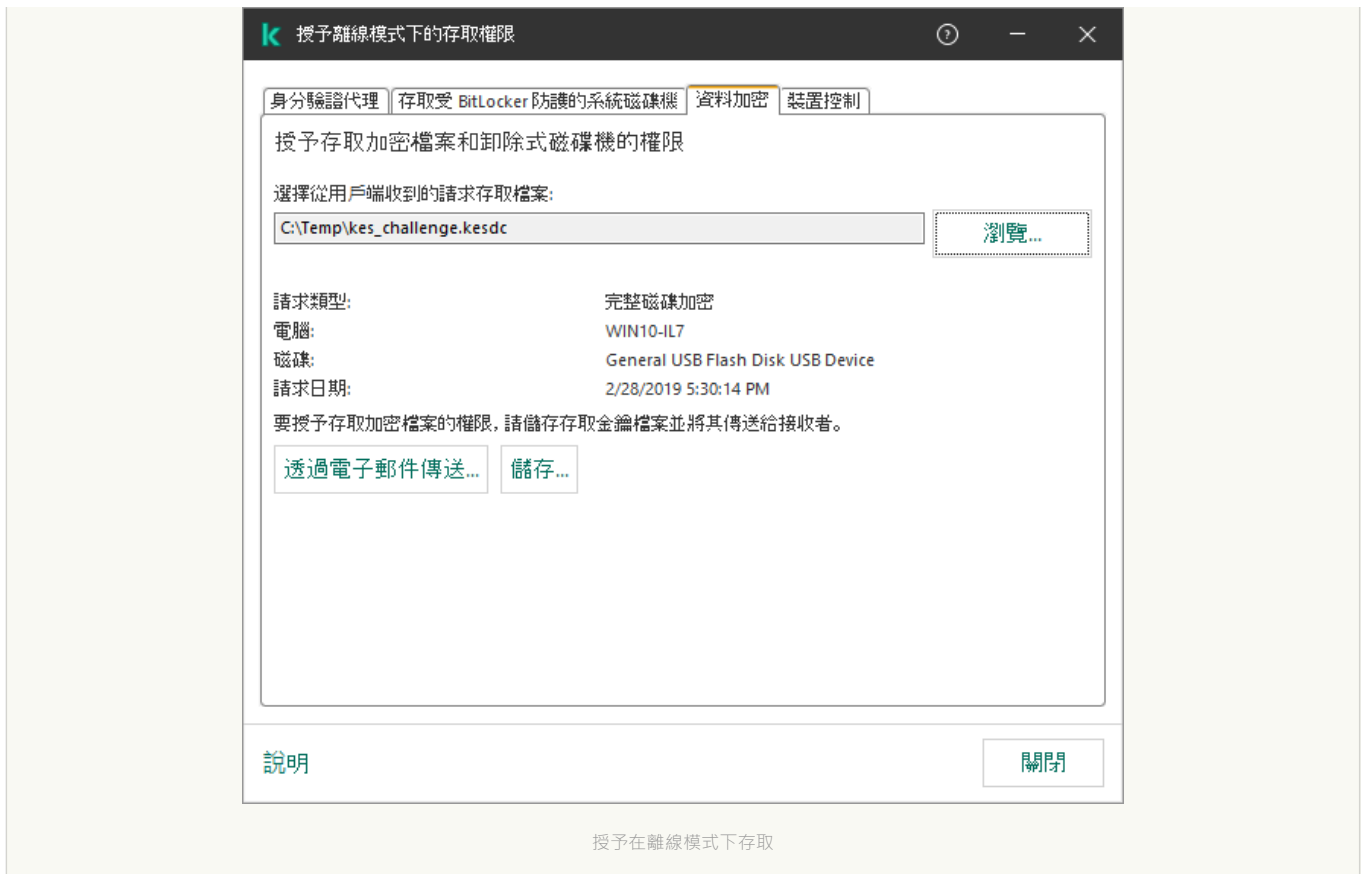 授予離線模式下的存取權限
身分驗證代理 存取受 BitLocker 防護的系統磁碟機 資料加密 裝置控制
授予存取加密檔案和卸除式磁碟機的權限
選擇從用戶端收到的請求存取檔案:
C:\Temp\kes_challenge.kesdc 瀏覽...
請求類型: 完整磁碟加密
電腦: WIN10-IL7
磁碟: General USB Flash Disk USB Device
請求日期: 2/28/2019 5:30:14 PM
要授予存取加密檔案的權限，請儲存存取金鑰檔案並將其傳送給接收者。
透過電子郵件傳送... 儲存...
說明 關閉
授予在離線模式下存取